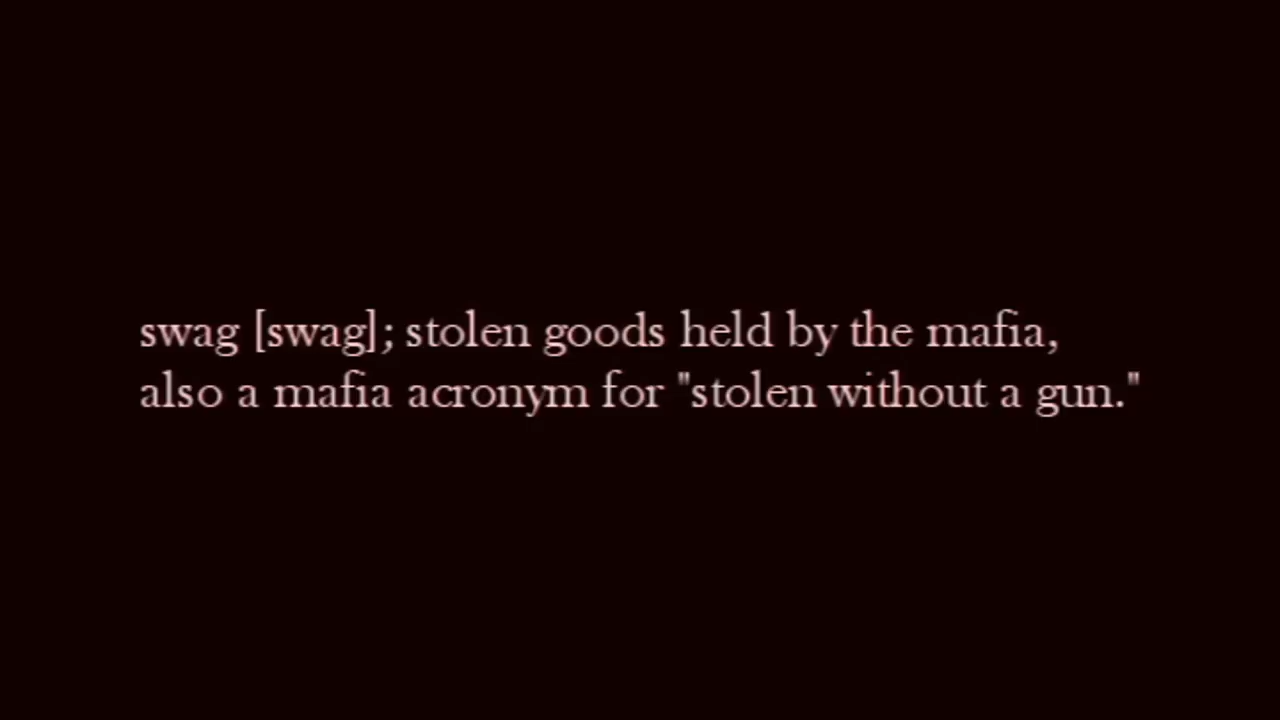 swag [swag]; stolen goods held by the mafia,
also a mafia acronym for "stolen without a gun."